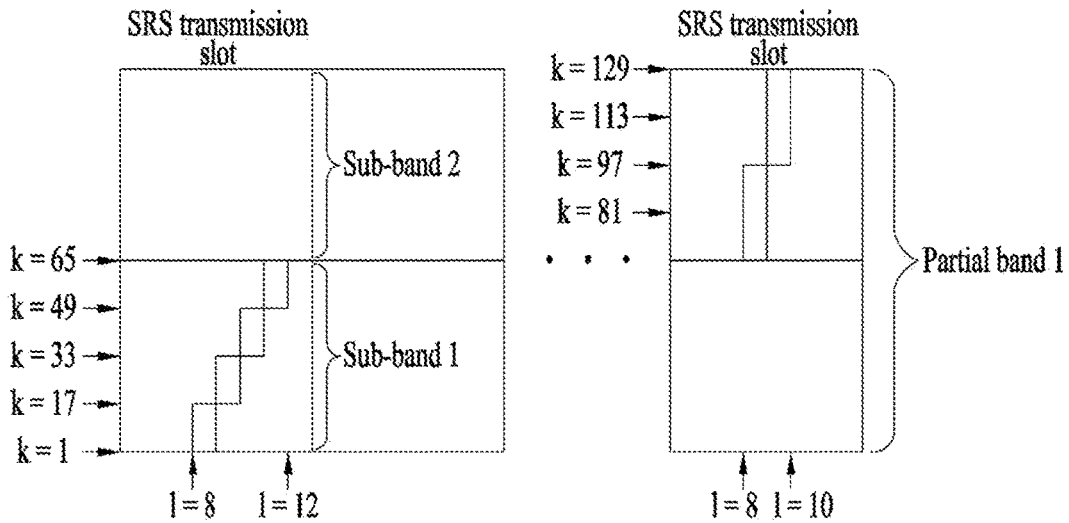 SRS transmission
slot
Sub-band 2
k = 65
k = 49
k = 33
k = 17
k = 1
Sub-band 1
l = 8
l = 12
SRS transmission
slot
k = 129
k = 113
k = 97
k = 81
Partial band 1
l = 8
l = 10